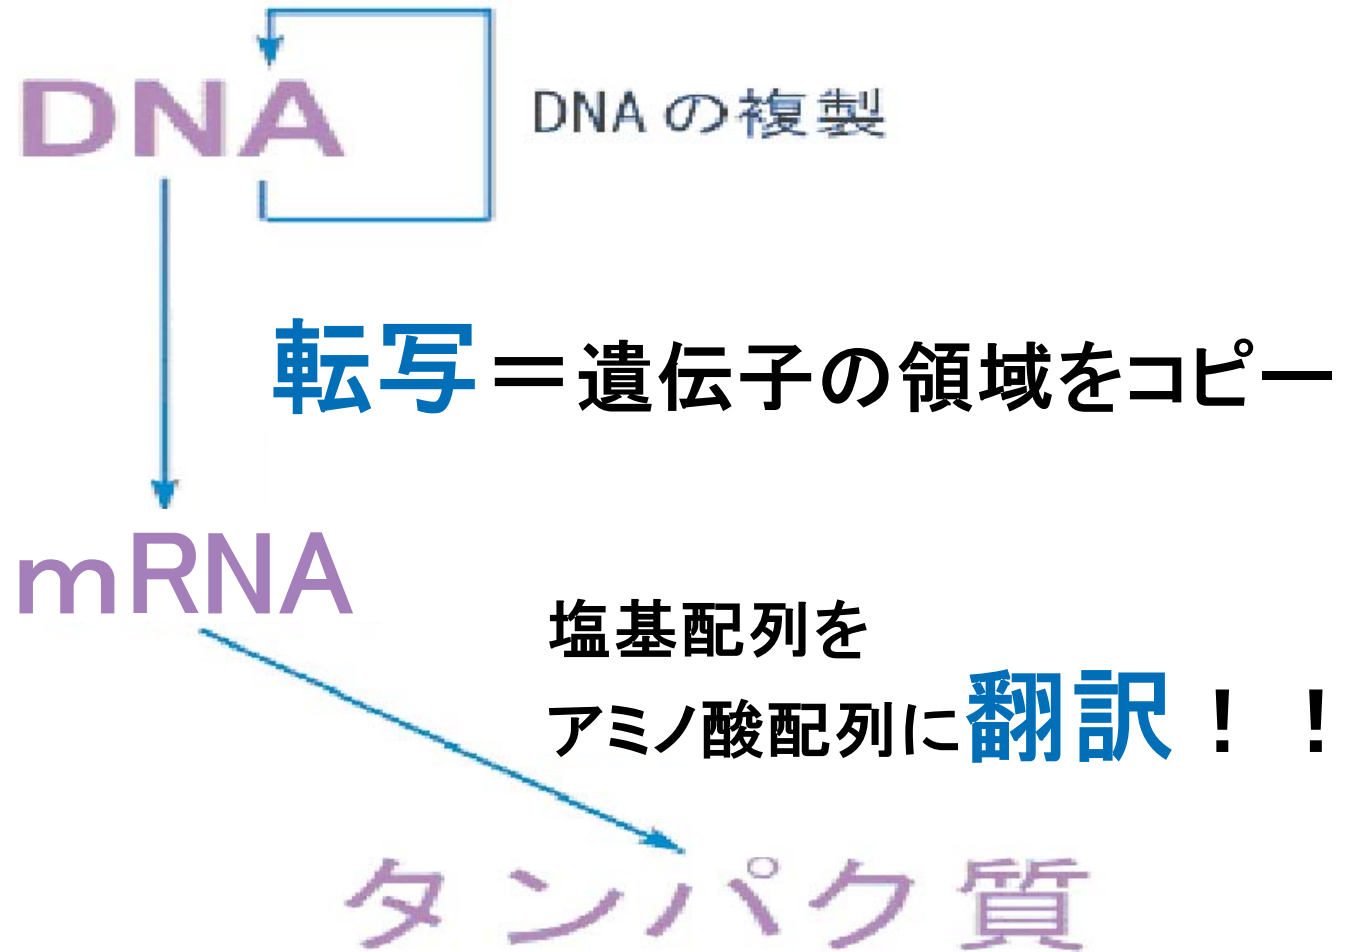 DNA
DNAの複製
転写＝遺伝子の領域をコピー
mRNA
塩基配列を
アミノ酸配列に翻訳！！
タンパク質